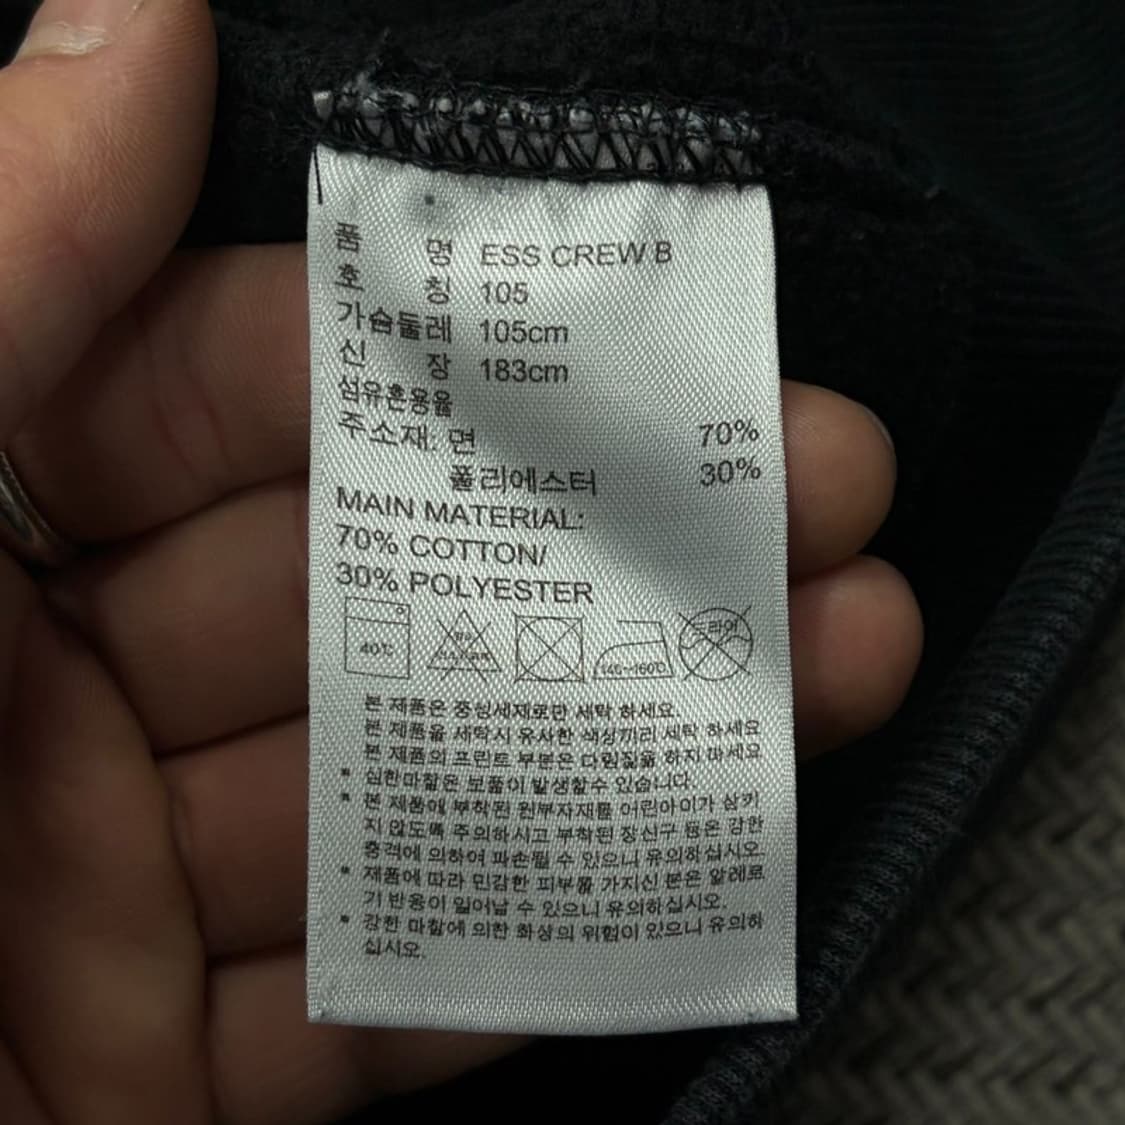 품 명 ESS CREW B
호 칭 105
가슴둘레 105cm
신 장 183cm
섬유혼용율
주소재: 면 70%
폴리에스터 30%
MAIN MATERIAL:
70% COTTON/
30% POLYESTER
40℃ 140~160℃ 드라이
본 제품은 중성세제로만 세탁 하세요
본 제품을 세탁시 유사한 색상끼리 세탁 하세요
본 제품의 프린트 부분은 다림질을 하지 마세요
* 심한마찰은 보풀이 발생할수 있습니다.
* 본 제품에 부착된 원부자재를 어린아이가 삼키
지 않도록 주의하시고 부착된 장신구 등은 강한
충격에 의하여 파손될 수 있으니 유의하십시오.
* 제품에 따라 민감한 피부를 가지신 분은 알레르
기 반응이 일어날 수 있으니 유의하십시오.
* 강한 마찰에 의한 화상의 위험이 있으니 유의하
십시오.